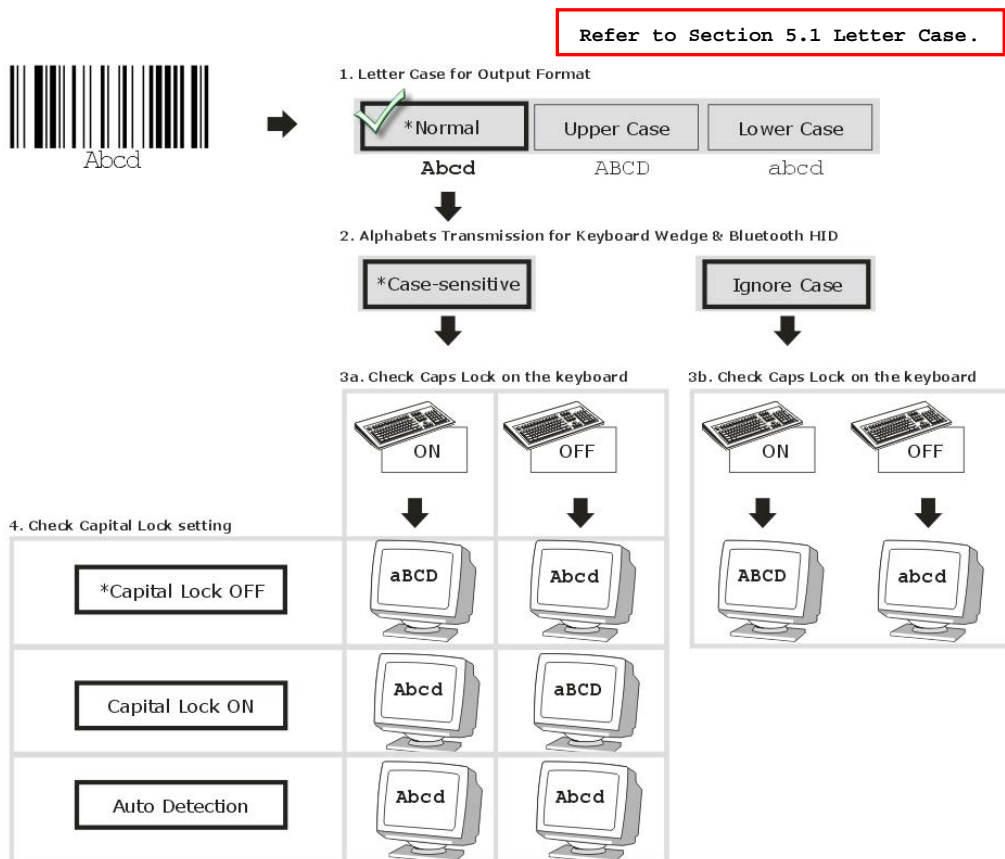 Refer to Section 5.1 Letter Case.
1. Letter Case for Output Format
*Normal Upper Case Lower Case
Abcd
Abcd ABCD abcd
2. Alphabets Transmission for Keyboard Wedge & Bluetooth HID
*Case-sensitive Ignore Case
3a. Check Caps Lock on the keyboard 3b. Check Caps Lock on the keyboard
ON OFF ON OFF
4. Check Capital Lock setting
*Capital Lock OFF aBCD Abcd ABCD abcd
Capital Lock ON Abcd aBCD
Auto Detection Abcd Abcd